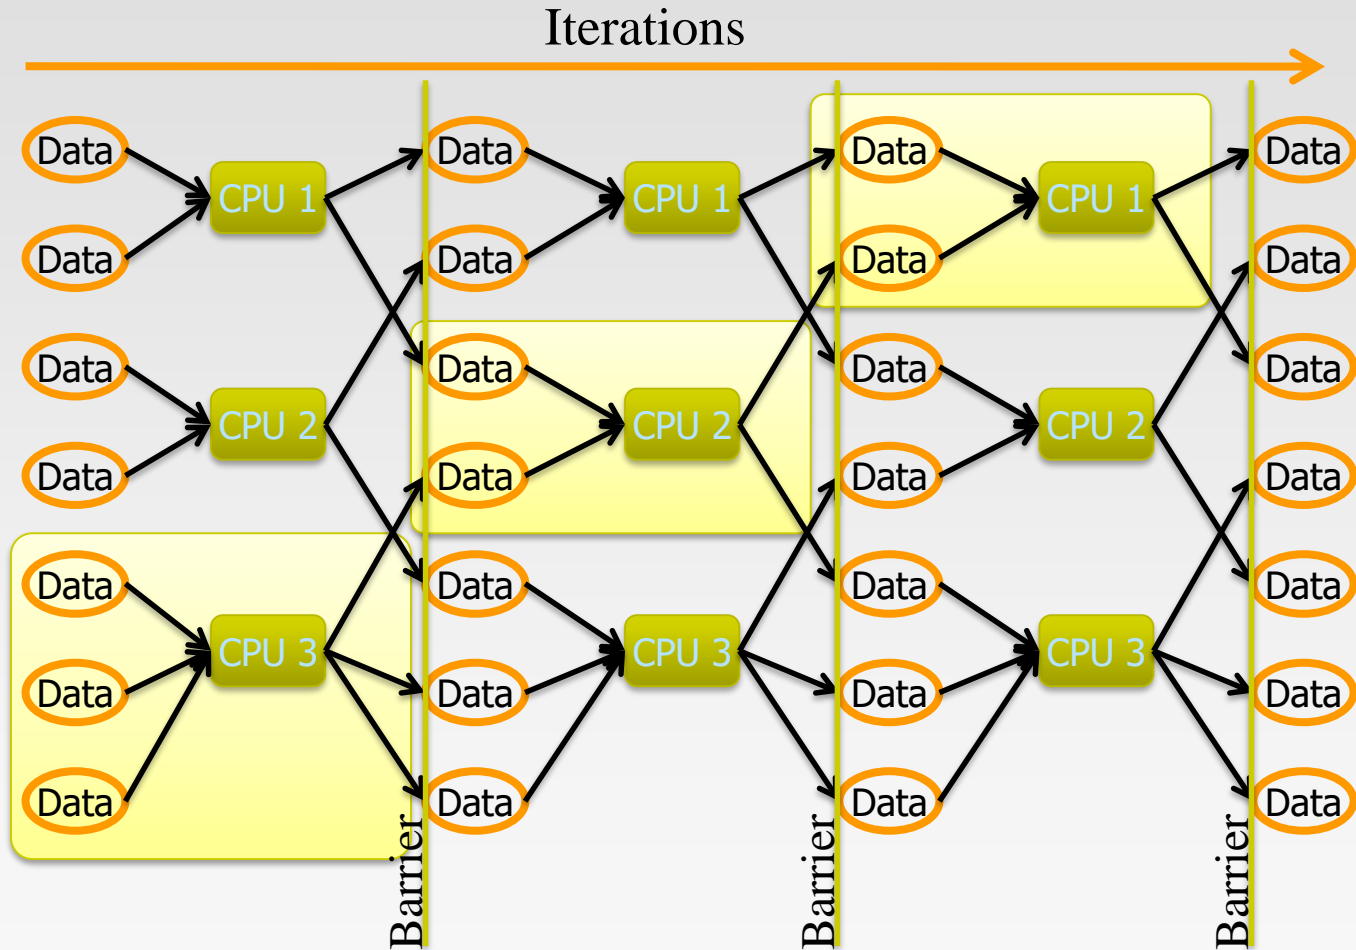 Iterations
Data Data Data Data
CPU 1 CPU 1 CPU 1
Data Data Data Data
Data Data Data Data
CPU 2 CPU 2 CPU 2
Data Data Data Data
Data Data Data Data
CPU 3 CPU 3 CPU 3
Data Data Data Data
Data Data Data Data
Barrier Barrier Barrier